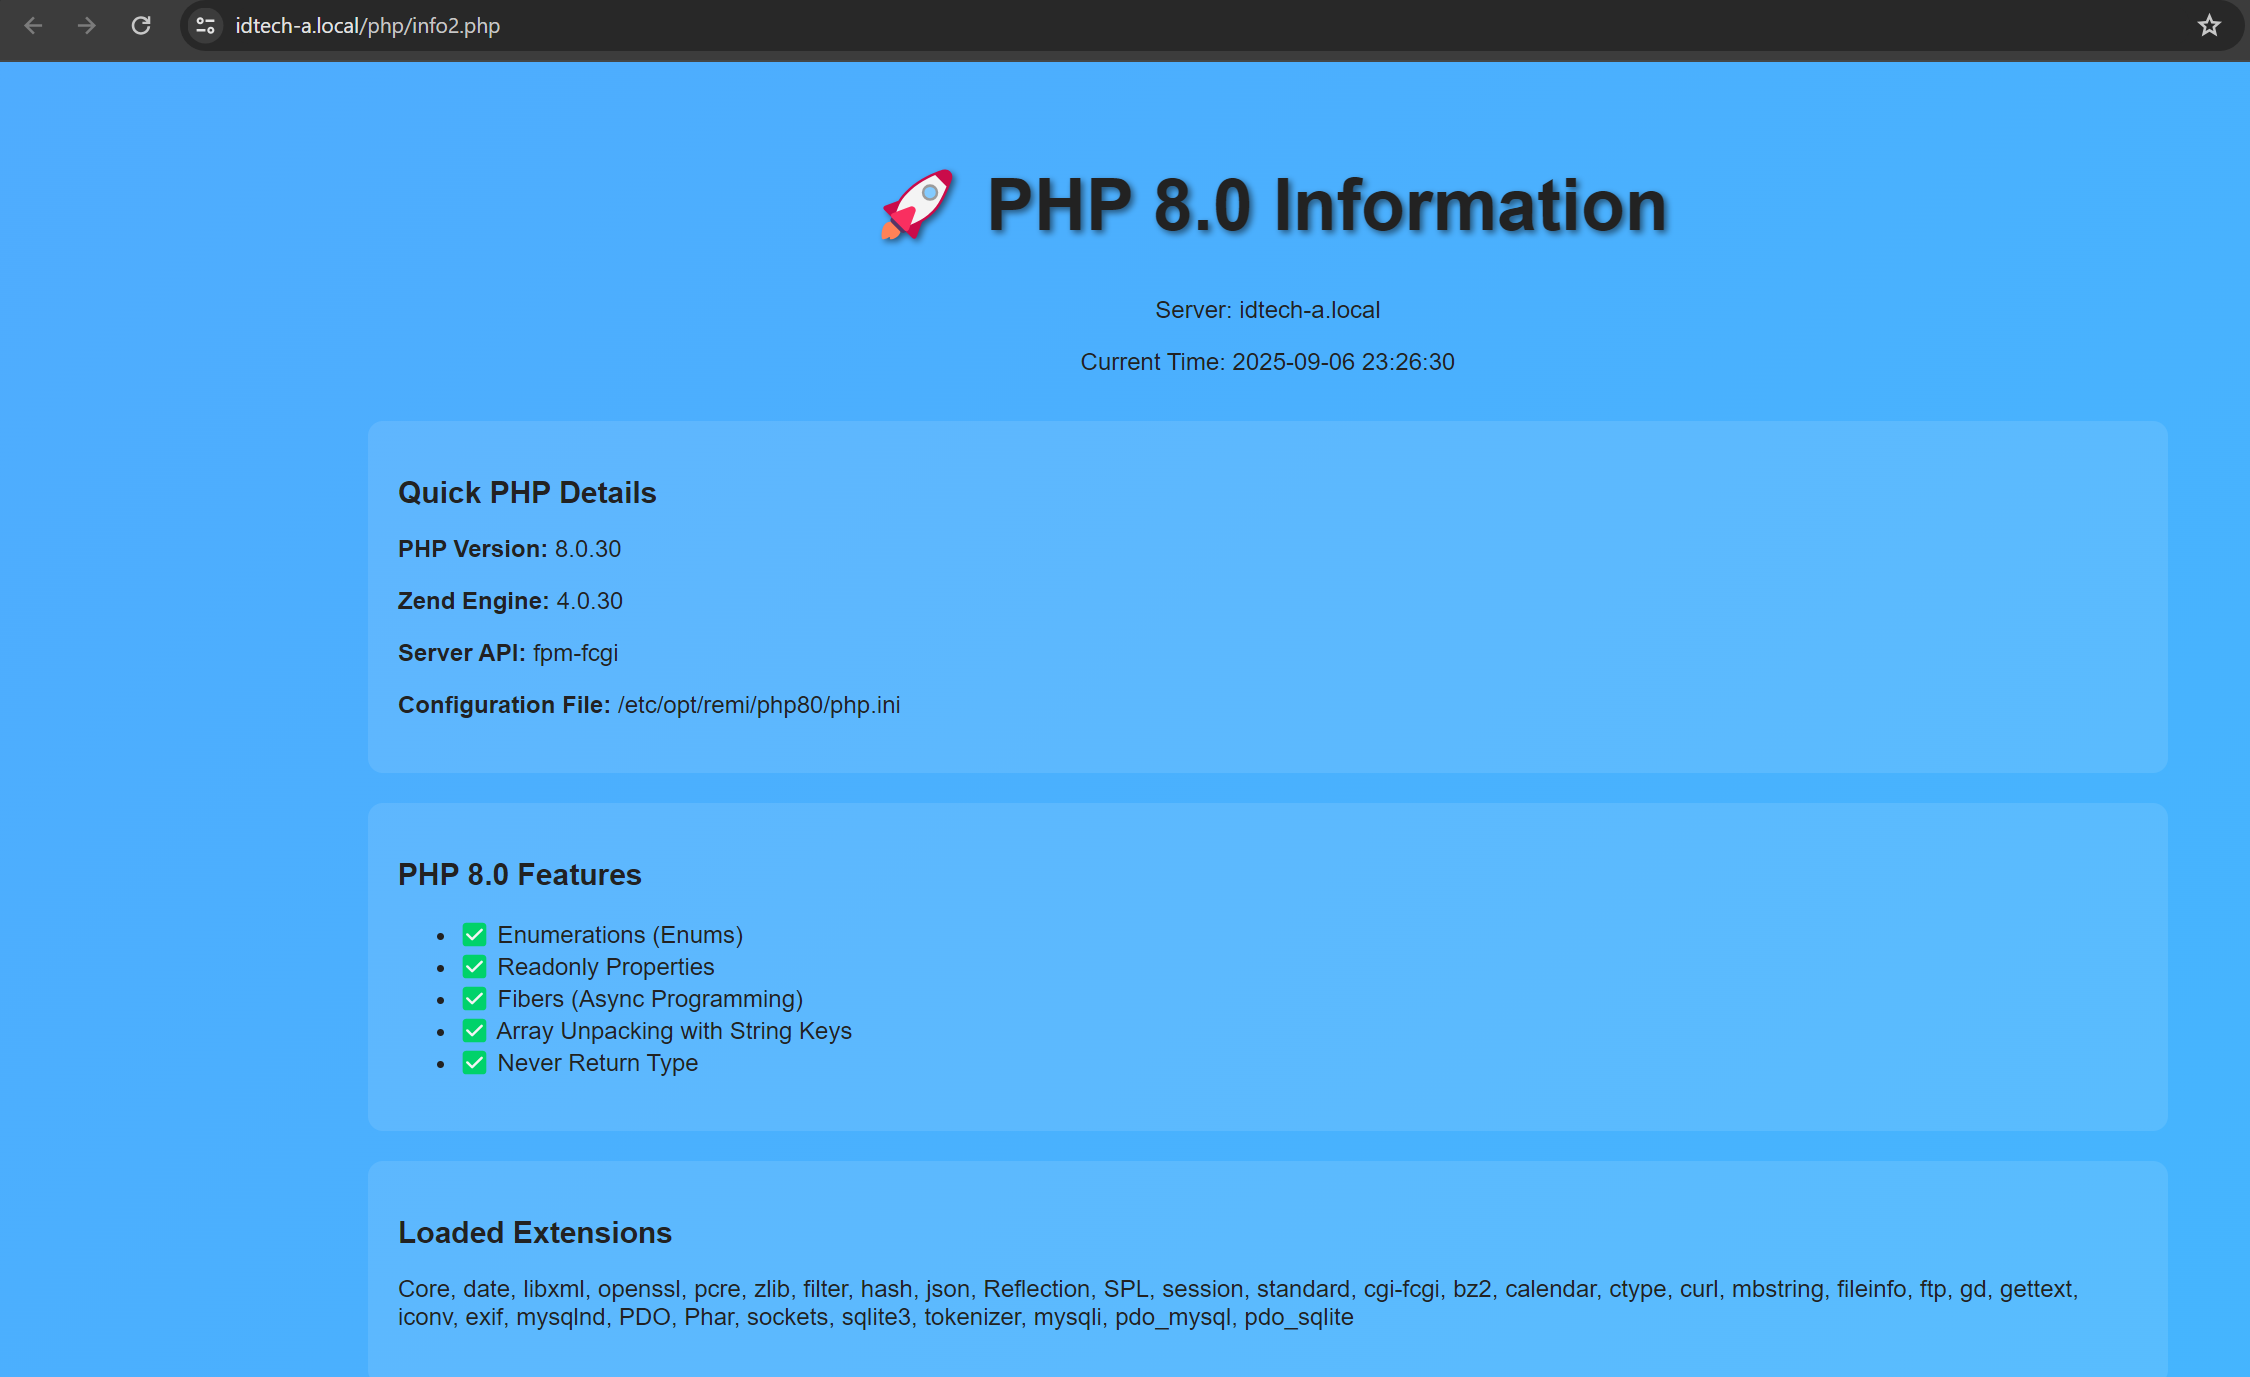 idtech-a.local/php/info2.php
🚀 PHP 8.0 Information
Server: idtech-a.local
Current Time: 2025-09-06 23:26:30
Quick PHP Details
PHP Version: 8.0.30
Zend Engine: 4.0.30
Server API: fpm-fcgi
Configuration File: /etc/opt/remi/php80/php.ini
PHP 8.0 Features
• ✅ Enumerations (Enums)
• ✅ Readonly Properties
• ✅ Fibers (Async Programming)
• ✅ Array Unpacking with String Keys
• ✅ Never Return Type
Loaded Extensions
Core, date, libxml, openssl, pcre, zlib, filter, hash, json, Reflection, SPL, session, standard, cgi-fcgi, bz2, calendar, ctype, curl, mbstring, fileinfo, ftp, gd, gettext,
iconv, exif, mysqlnd, PDO, Phar, sockets, sqlite3, tokenizer, mysqli, pdo_mysql, pdo_sqlite